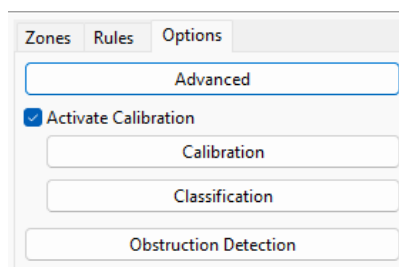 Zones Rules Options
Advanced
Activate Calibration
Calibration
Classification
Obstruction Detection